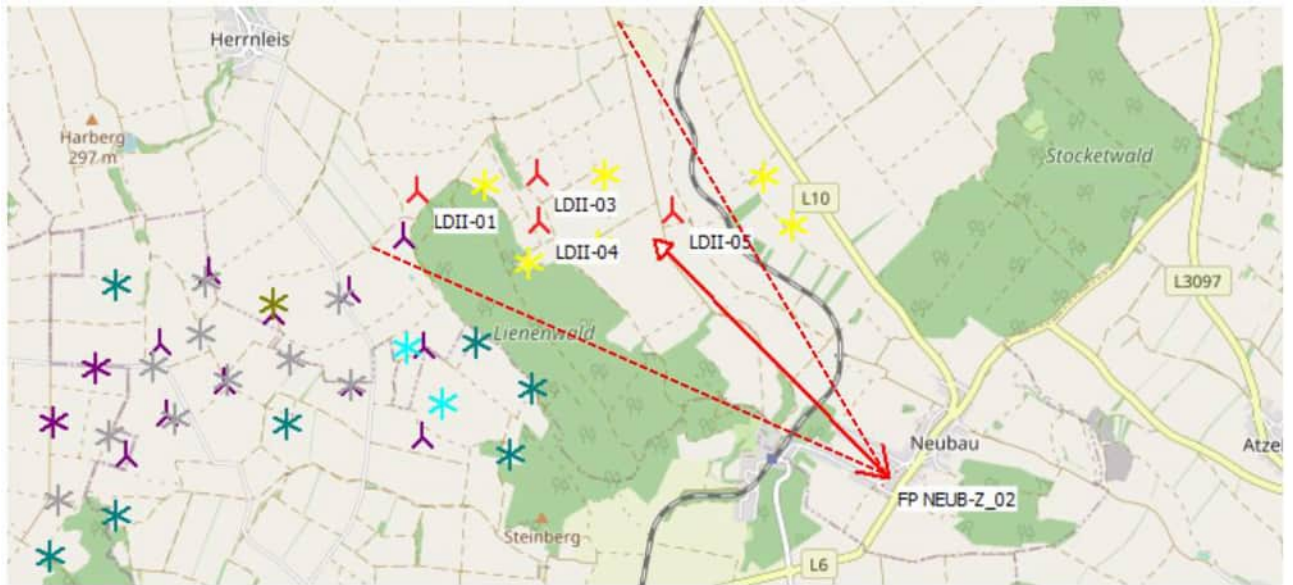 Herrnleis
Harberg
297 m
Stocketwald
L10
LDII-03
LDII-01
LDII-05
LDII-04
L3097
Lienenwald
Neubau
Atzel
FP NEUB-Z_02
Steinberg
L6